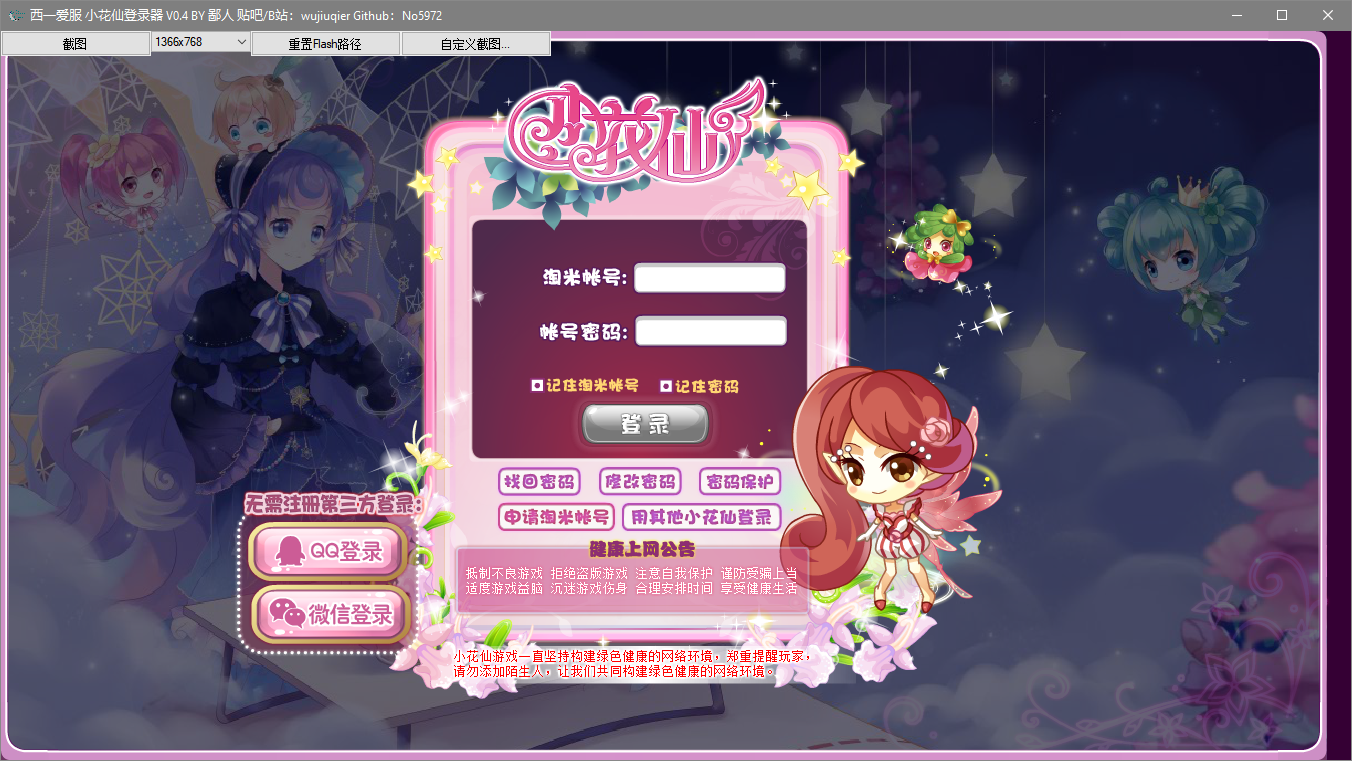 西一爱服 小花仙登录器 V0.4 BY 鄙人 贴吧/B站：wujiuqier Github：No5972
截图 1366x768 重置Flash路径 自定义截图...
小花仙
淘米帐号:
帐号密码:
记住淘米帐号 记住密码
登录
找回密码 修改密码 密码保护
无需注册第三方登录:
申请淘米帐号 用其他小花仙登录
QQ登录
健康上网公告
抵制不良游戏 拒绝盗版游戏 注意自我保护 谨防受骗上当
适度游戏益脑 沉迷游戏伤身 合理安排时间 享受健康生活
微信登录
小花仙游戏一直坚持构建绿色健康的网络环境，郑重提醒玩家，
请勿添加陌生人，让我们共同构建绿色健康的网络环境。